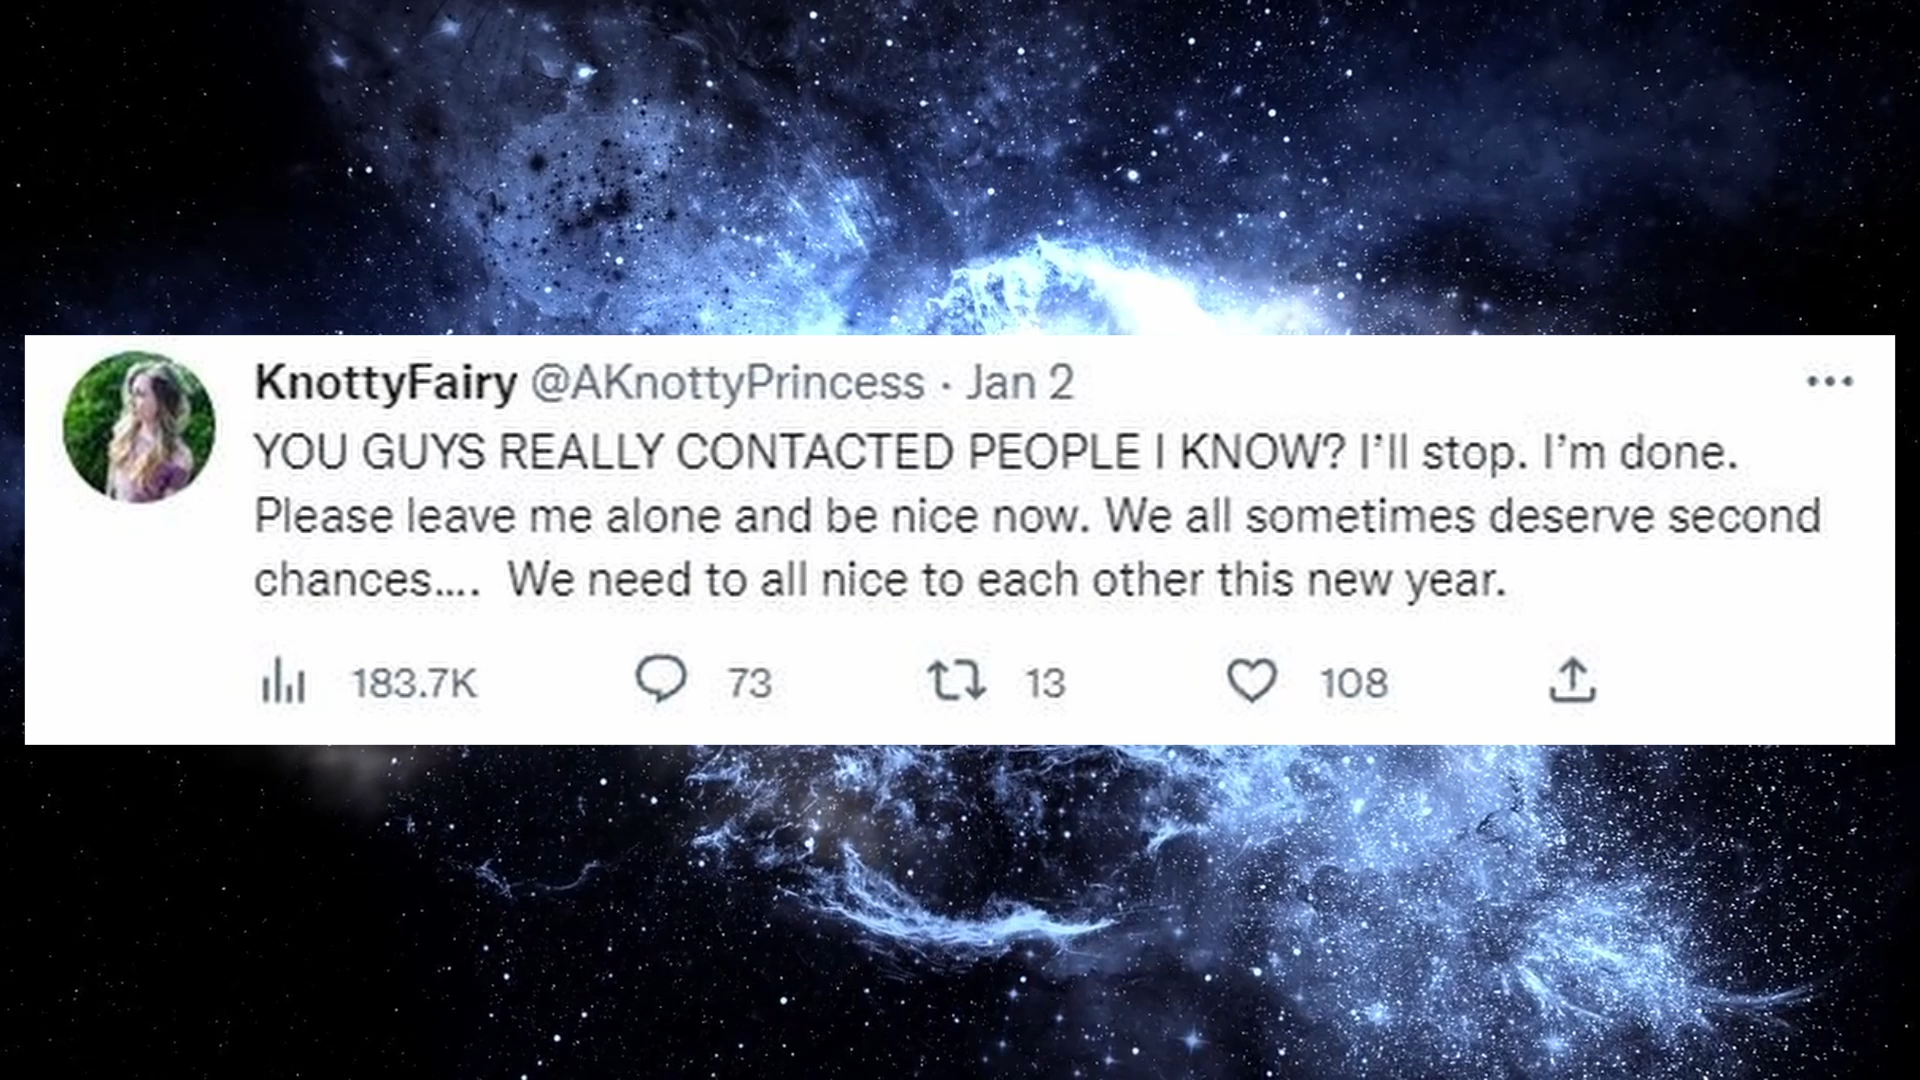 KnottyFairy @AKnottyPrincess · Jan 2
YOU GUYS REALLY CONTACTED PEOPLE I KNOW? I’ll stop. I’m done.
Please leave me alone and be nice now. We all sometimes deserve second
chances.... We need to all nice to each other this new year.
183.7K 73 13 108